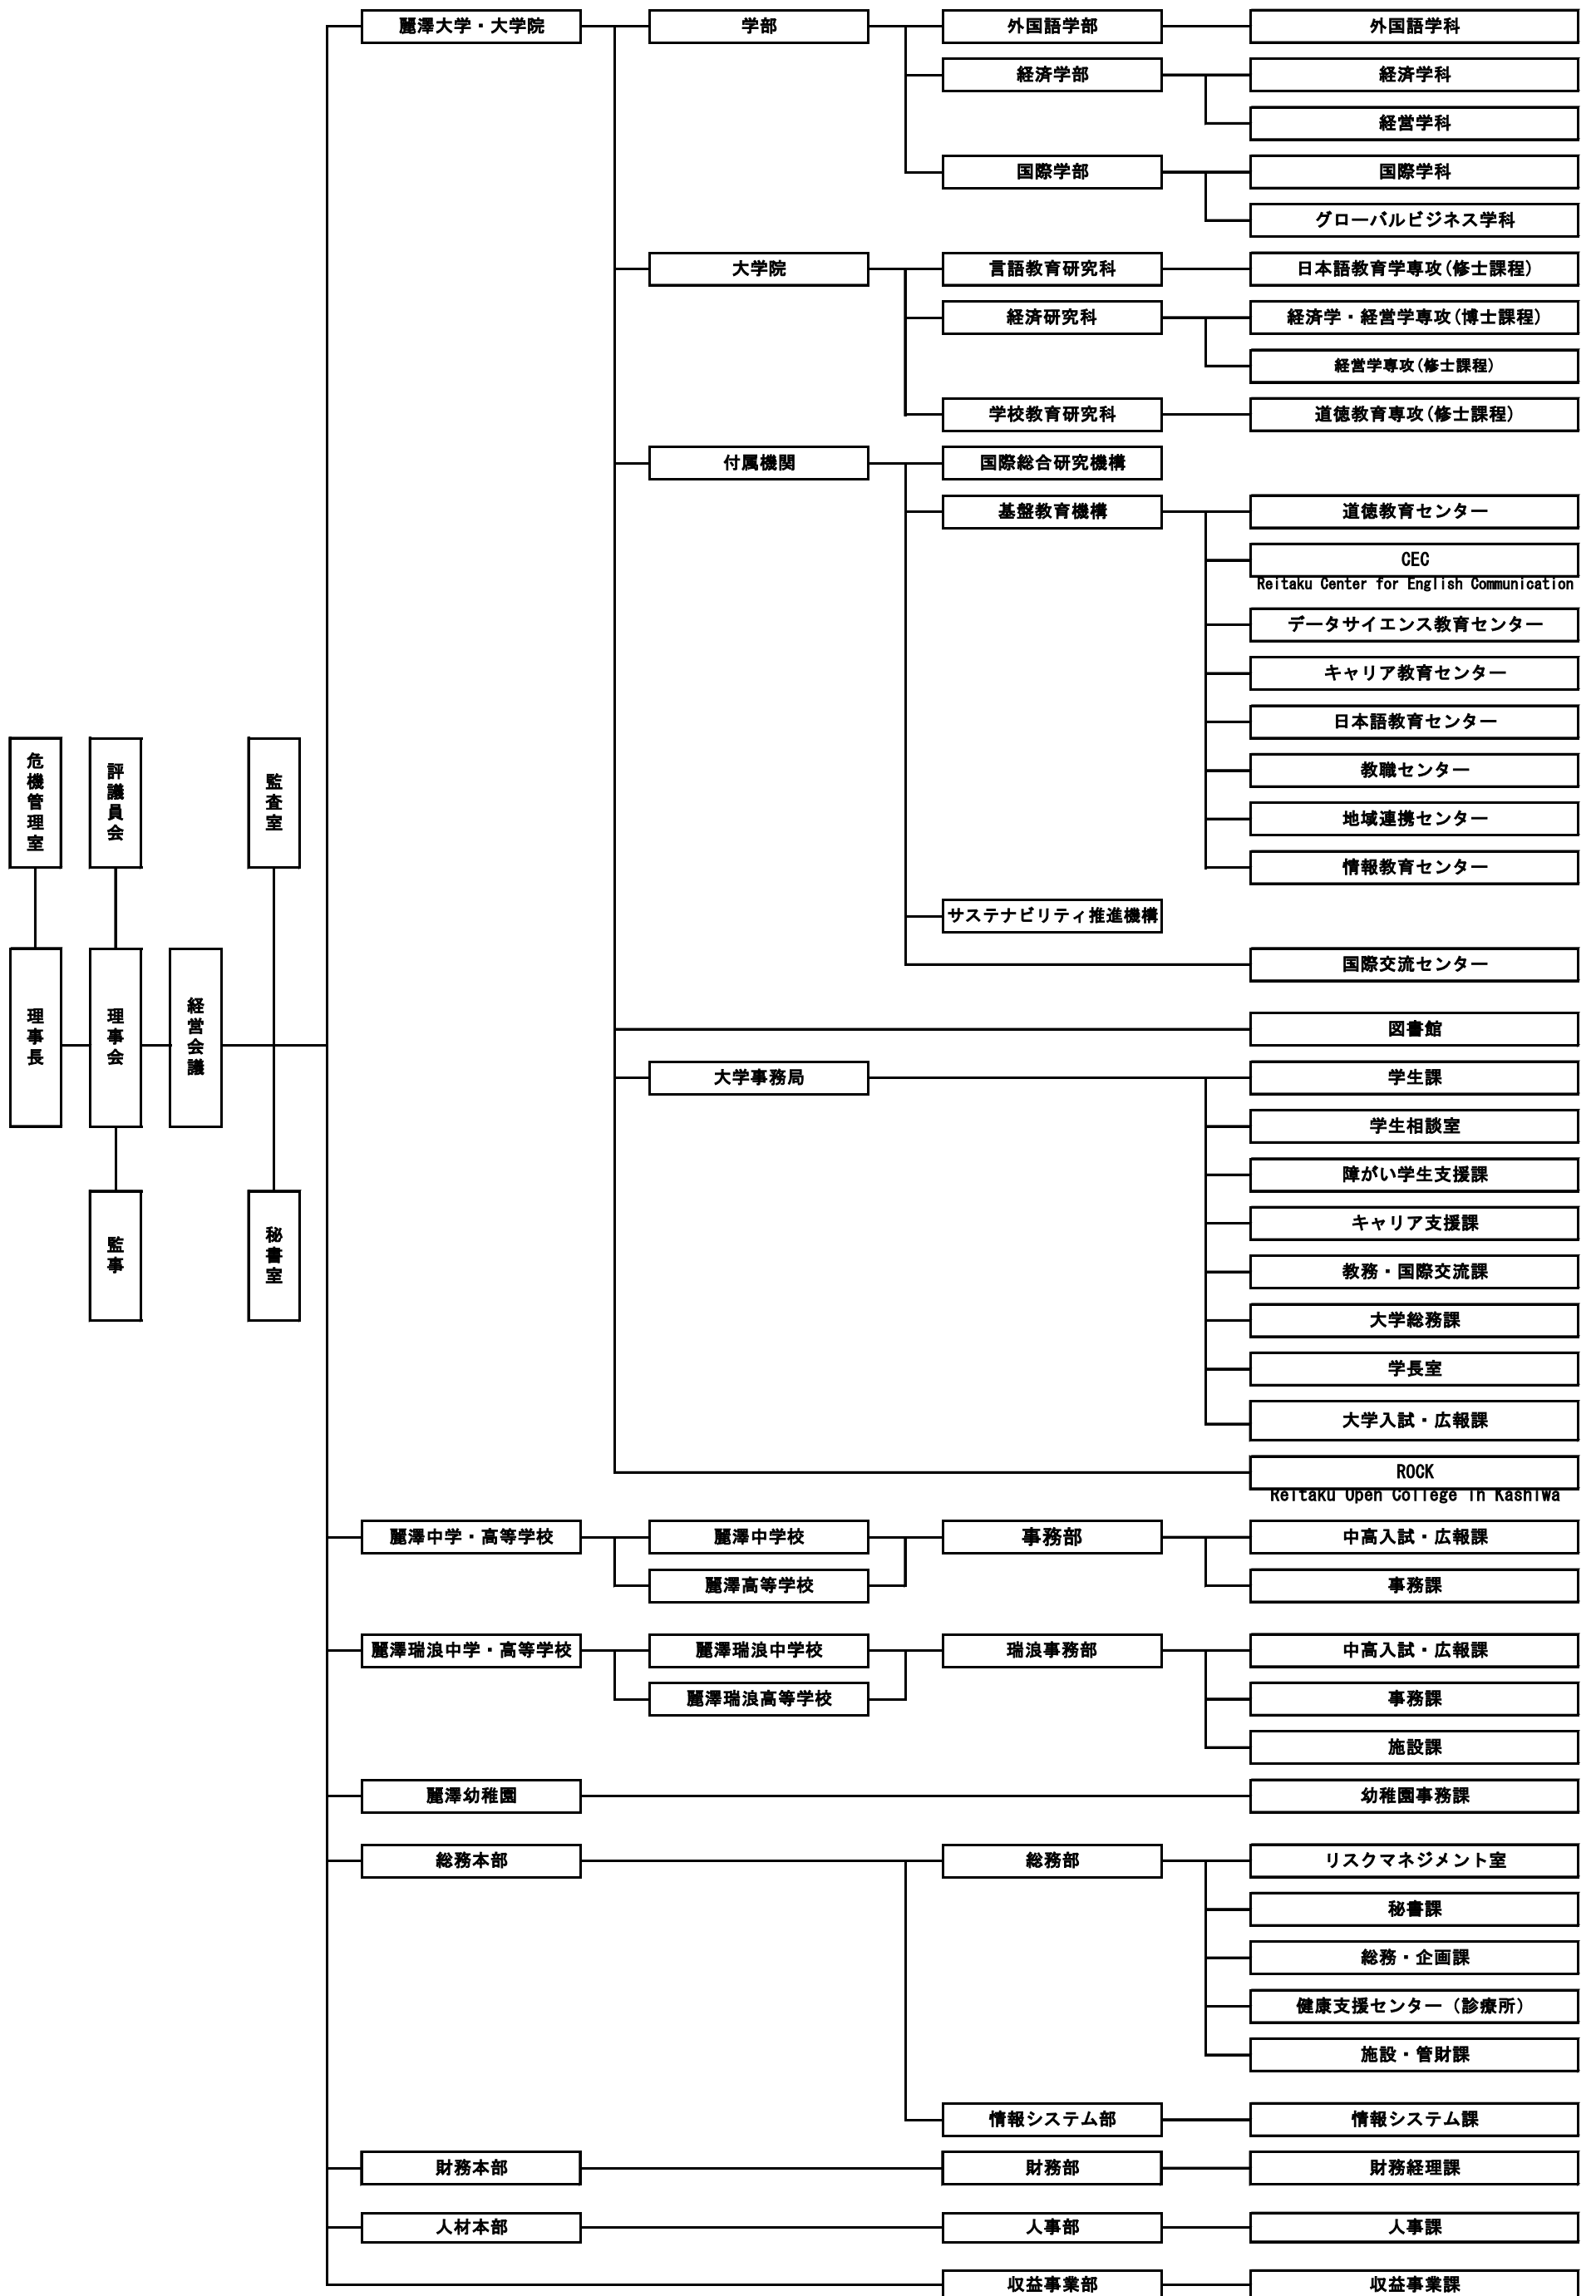 麗澤大学・大学院
学部
外国語学部
外国語学科
経済学部
経済学科
経営学科
国際学部
国際学科
グローバルビジネス学科
大学院
言語教育研究科
日本語教育学専攻(修士課程)
経済研究科
経済学・経営学専攻(博士課程)
経営学専攻(修士課程)
学校教育研究科
道徳教育専攻(修士課程)
付属機関
国際総合研究機構
基盤教育機構
道徳教育センター
CEC
Reitaku Center for English Communication
データサイエンス教育センター
キャリア教育センター
日本語教育センター
教職センター
地域連携センター
情報教育センター
サステナビリティ推進機構
国際交流センター
危機管理室
評議員会
監査室
理事長
理事会
経営会議
監事
秘書室
図書館
大学事務局
学生課
学生相談室
障がい学生支援課
キャリア支援課
教務・国際交流課
大学総務課
学長室
大学入試・広報課
ROCK
Reitaku Open College in Kashiwa
麗澤中学・高等学校
麗澤中学校
事務部
中高入試・広報課
麗澤高等学校
事務課
麗澤瑞浪中学・高等学校
麗澤瑞浪中学校
瑞浪事務部
中高入試・広報課
麗澤瑞浪高等学校
事務課
施設課
麗澤幼稚園
幼稚園事務課
総務本部
総務部
リスクマネジメント室
秘書課
総務・企画課
健康支援センター（診療所）
施設・管財課
情報システム部
情報システム課
財務本部
財務部
財務経理課
人材本部
人事部
人事課
収益事業部
収益事業課